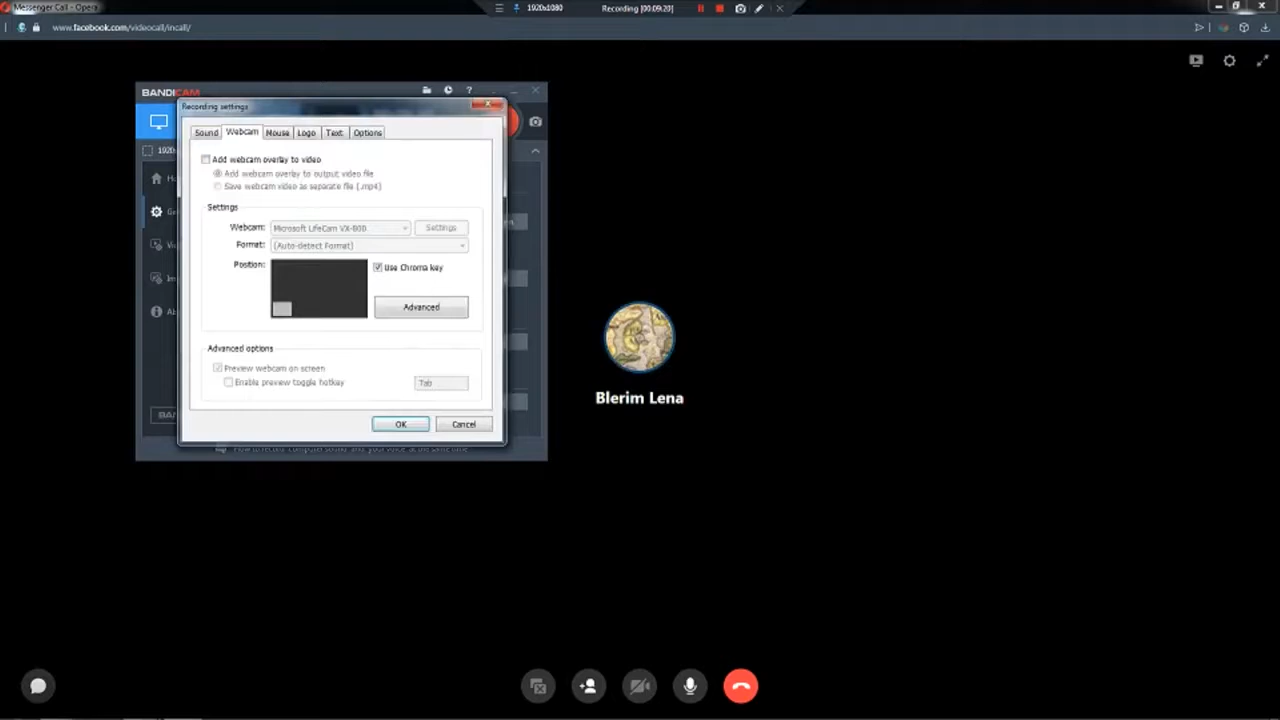 Messenger Call - Opera
1920x1080
Recording [00:09:20]
www.facebook.com/videocall/incall/
BANDICAM
?
Recording settings
Sound
Webcam
Mouse
Logo
Text
Options
1920
Add webcam overlay to video
Add webcam overlay to output video file
Save webcam video as separate file (.mp4)
Settings
Webcam:
Microsoft LifeCam VX-800
Settings
Format:
(Auto-detect Format)
Position:
Use Chroma key
Advanced
Advanced options
Preview webcam on screen
Enable preview toggle hotkey
Tab
OK
Cancel
Blerim Lena